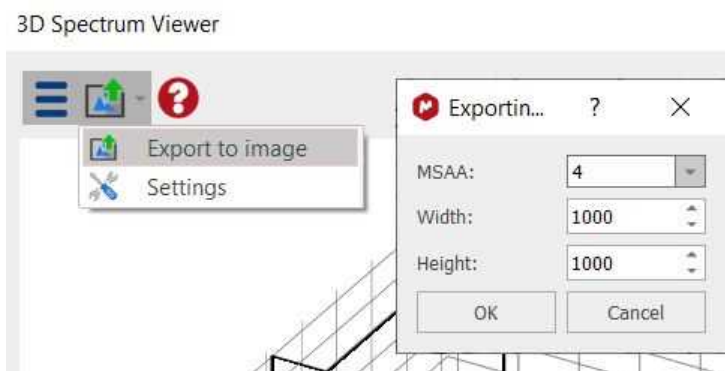 3D Spectrum Viewer
Exportin... ?
Export to image
Settings
MSAA: 4
Width: 1000
Height: 1000
OK Cancel